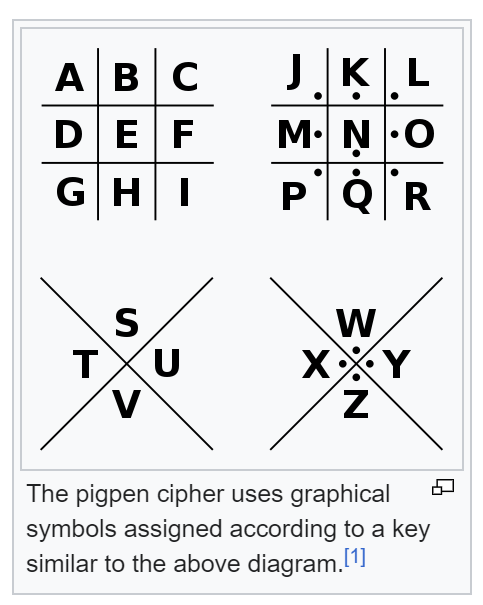 A B C J K L
D E F M N O
G H I P Q R
S W
T U X Y
V Z
The pigpen cipher uses graphical
symbols assigned according to a key
similar to the above diagram.[1]